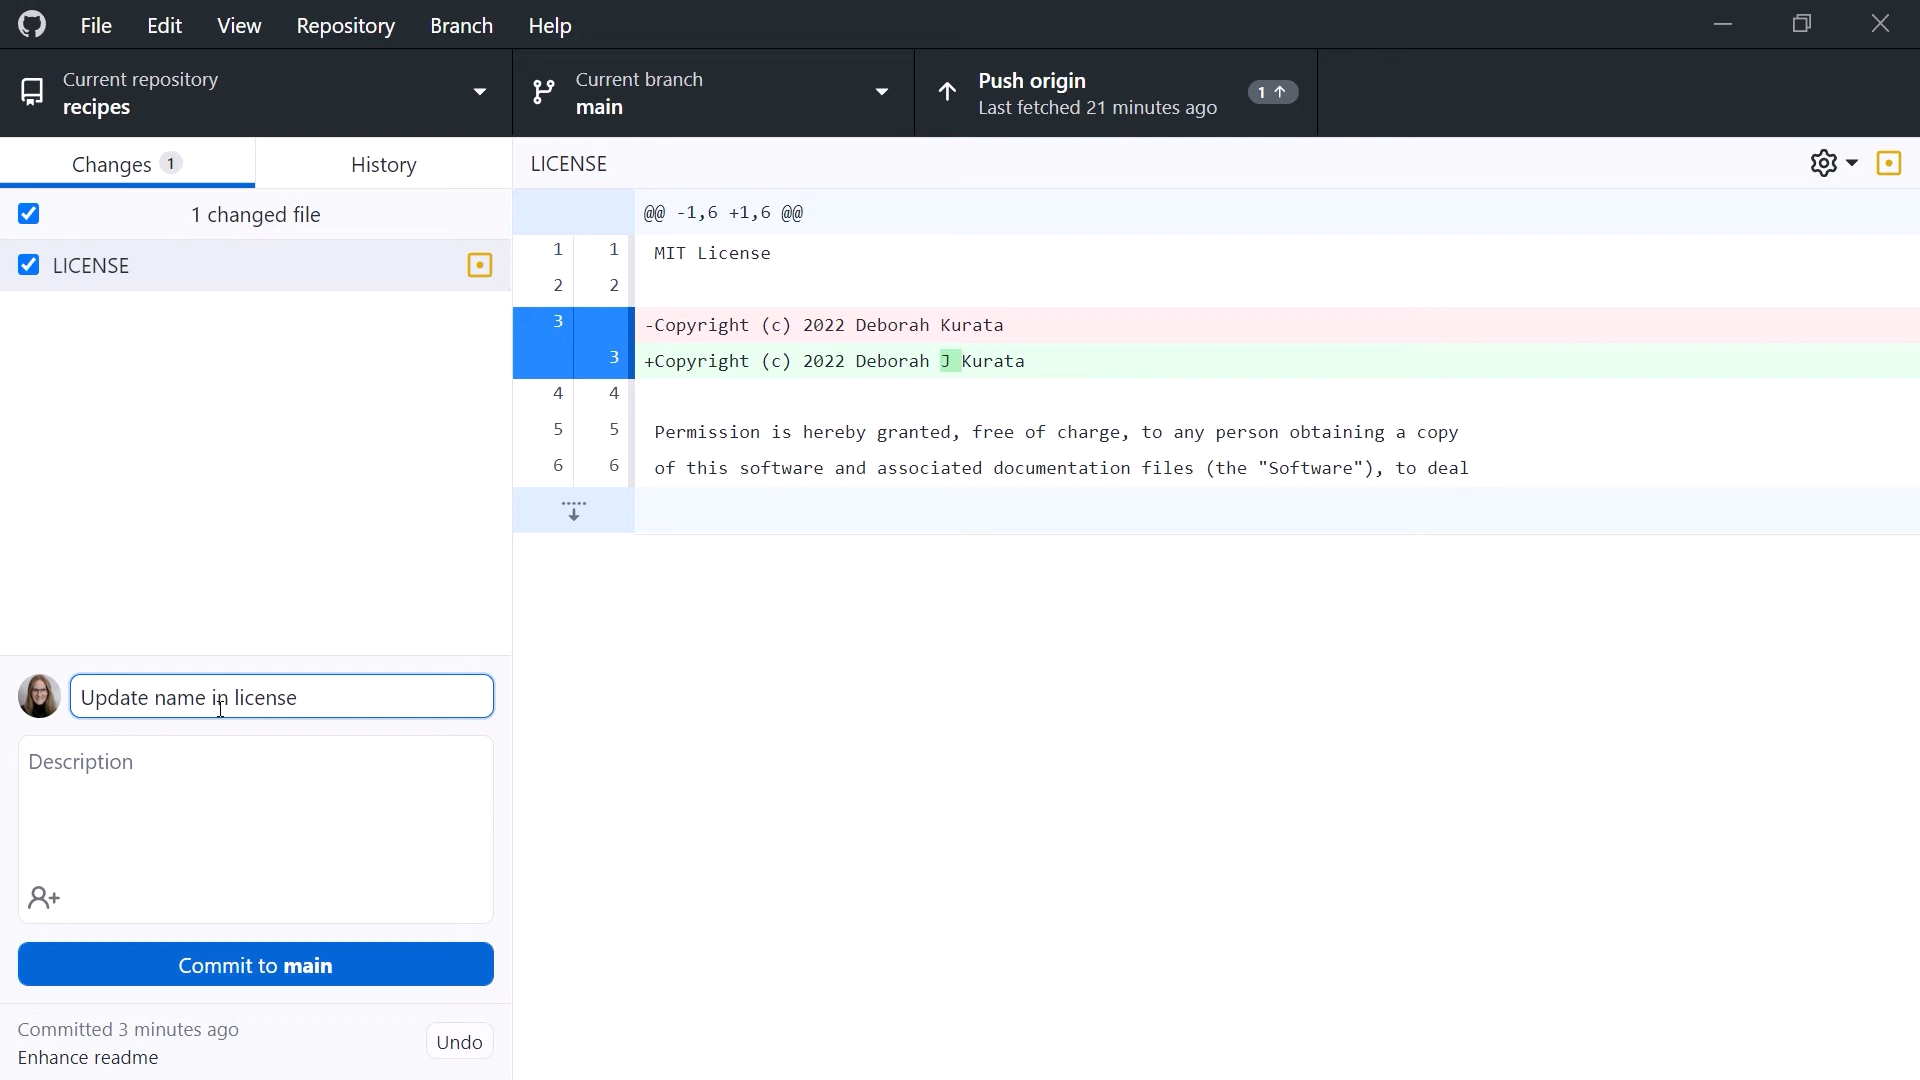 File Edit View Repository Branch Help
Current repository
recipes
Current branch
main
Push origin
Last fetched 21 minutes ago
1
Changes 1
History
1 changed file
LICENSE
LICENSE
@@ -1,6 +1,6 @@
1 1 MIT License
2 2
3 -Copyright (c) 2022 Deborah Kurata
3 +Copyright (c) 2022 Deborah J Kurata
4 4
5 5 Permission is hereby granted, free of charge, to any person obtaining a copy
6 6 of this software and associated documentation files (the "Software"), to deal
Update name in license
Description
Commit to main
Committed 3 minutes ago
Enhance readme
Undo